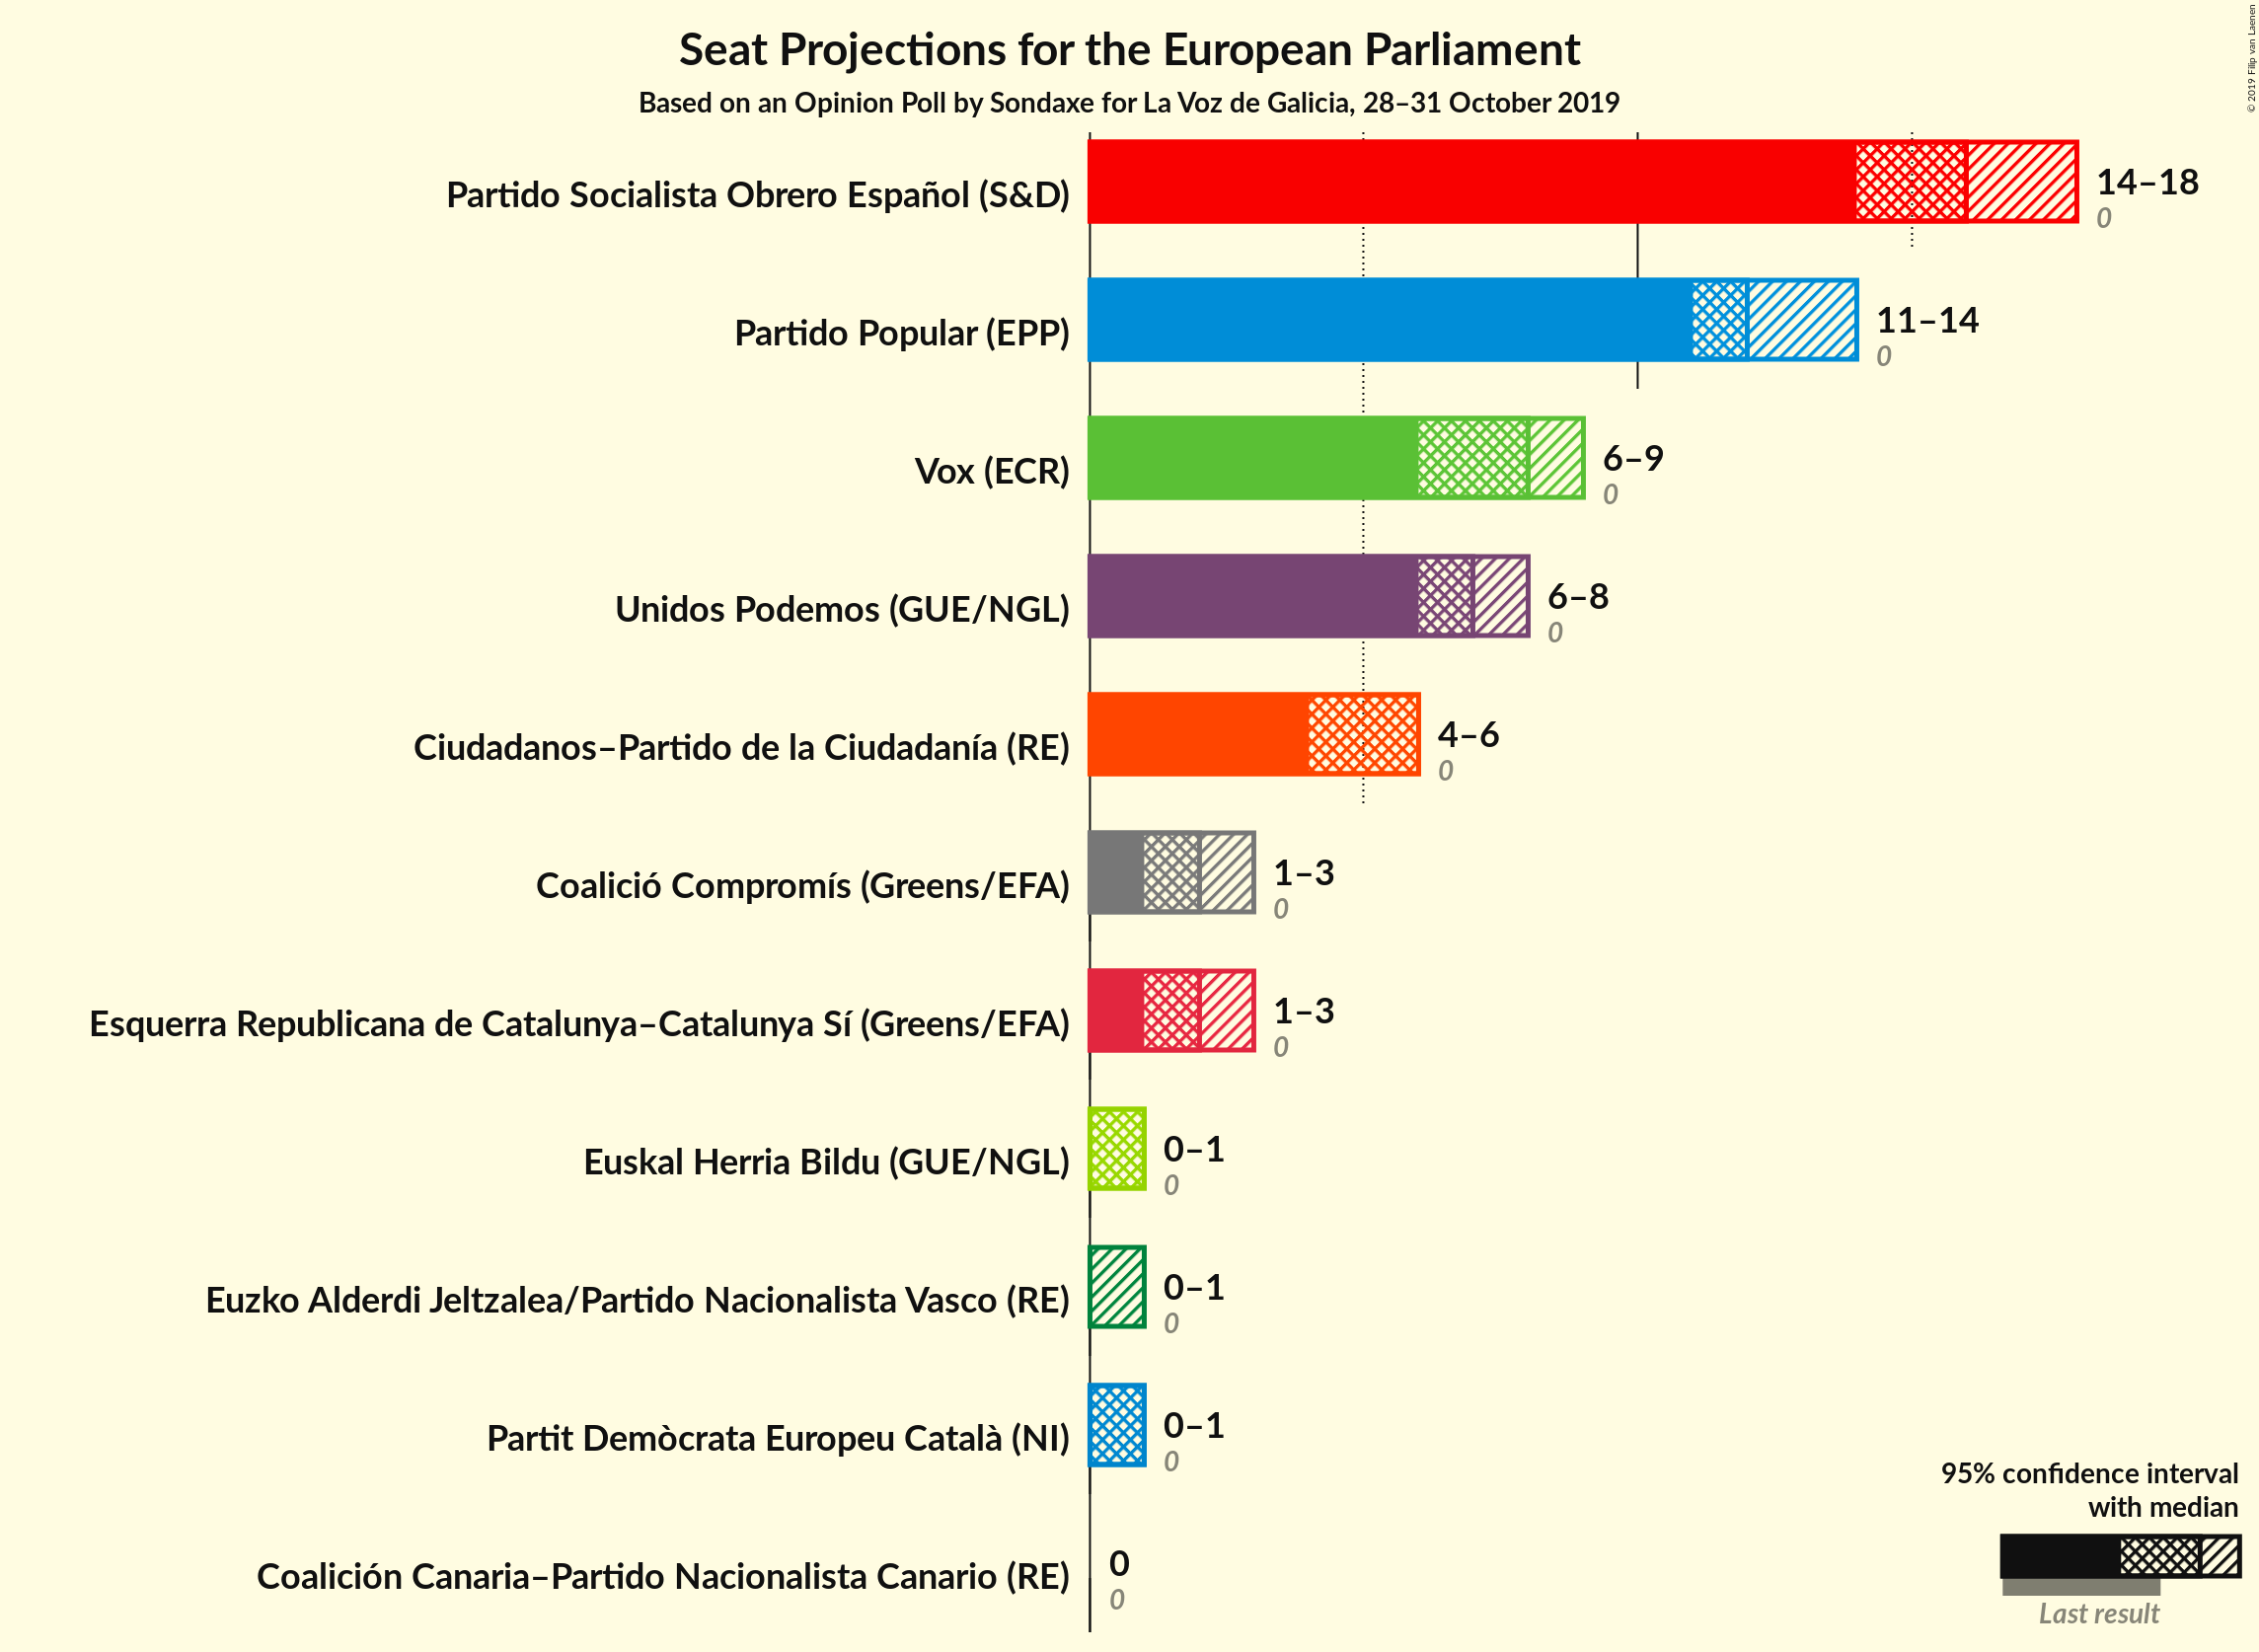 Seat Projections for the European Parliament
Based on an Opinion Poll by Sondaxe for La Voz de Galicia, 28–31 October 2019
© 2019 Filip van Laenen
Partido Socialista Obrero Español (S&D)
14–18
0
Partido Popular (EPP)
11–14
0
Vox (ECR)
6–9
0
Unidos Podemos (GUE/NGL)
6–8
0
Ciudadanos–Partido de la Ciudadanía (RE)
4–6
0
Coalició Compromís (Greens/EFA)
1–3
0
Esquerra Republicana de Catalunya–Catalunya Sí (Greens/EFA)
1–3
0
Euskal Herria Bildu (GUE/NGL)
0–1
0
Euzko Alderdi Jeltzalea/Partido Nacionalista Vasco (RE)
0–1
0
Partit Demòcrata Europeu Català (NI)
0–1
0
Coalición Canaria–Partido Nacionalista Canario (RE)
0
0
95% confidence interval
with median
Last result